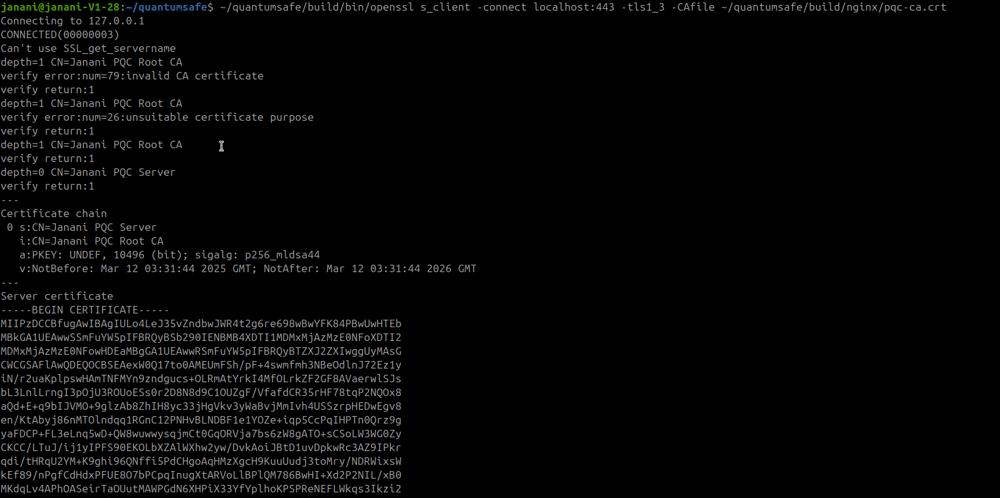 janani@janani-V1-28:~/quantumsafe$ ~/quantumsafe/build/bin/openssl s_client -connect localhost:443 -tls1_3 -CAfile ~/quantumsafe/build/nginx/pqc-ca.crt
Connecting to 127.0.0.1
CONNECTED(00000003)
Can't use SSL_get_servername
depth=1 CN=Janani PQC Root CA
verify error:num=79:invalid CA certificate
verify return:1
depth=1 CN=Janani PQC Root CA
verify error:num=26:unsuitable certificate purpose
verify return:1
depth=1 CN=Janani PQC Root CA
verify return:1
depth=0 CN=Janani PQC Server
verify return:1
---
Certificate chain
 0 s:CN=Janani PQC Server
   i:CN=Janani PQC Root CA
   a:PKEY: UNDEF, 10496 (bit); sigalg: p256_mldsa44
   v:NotBefore: Mar 12 03:31:44 2025 GMT; NotAfter: Mar 12 03:31:44 2026 GMT
---
Server certificate
-----BEGIN CERTIFICATE-----
MIIPzDCCBfugAwIBAgIULo4LeJ35vZndbwJWR4t2g6re698wBwYFK84PBwUwHTEb
MBkGA1UEAwwSSmFuYW5pIFBRQyBSb290IENBMB4XDTI1MDMxMjAzMzE0NFoXDTI2
MDMxMjAzMzE0NFowHDEaMBgGA1UEAwwRSmFuYW5pIFBRQyBTZXJ2ZXIwggUyMAsG
CWCGSAFlAwQDEQOCBSEAexW0Q17to0AMEUmFSh/pF+4swmfmh3NBeOdlnJ72Ez1y
iN/r2uaKplpswHAmTNFMYn9zndgucs+OLRmAtYrkI4MfOLrkZF2GF8AVaerwlSJs
bL3LnlLrngI3pOjU3ROUoESs0r2D8N8d9C1OUZgF/VfafdCR35rHF78tqP2NQOx8
aQd+E+q9bIJVMO+9glzAb8ZhIH8yc33jHgVkv3yWaBvjMmIvh4USSzrpHEDwEgv8
en/KtAbyj86nMTOlndqq1RGnC12PNHvBLNDBF1e1YOZe+iqp5CcPqIHPTn0Qrz9g
yaFDCP+FL3eLnq5wD+QW8wuwwysqjmCt0GqORVja7bs6zW8gATO+sCSoLW3WG0Zy
CKCC/LTuJ/ij1yIPFS90EKOLbXZAlWXhw2yw/DvkAoiJBtD1uvDpkwRc3AZ9IPkr
qdi/tHRqU2YM+K9ghi96QNffi5PdCHgoAqHMzXgcH9KuuUudj3toMry/NDRWixsW
kEf89/nPgfCdHdxPFUE8O7bPCpqInugXtARVoLlBPlQM786BwHI+Xd2P2NIL/xB0
MKdqLv4APhOASeirTaOUutMAWPGdN6XHPiX33YfYplhoKPSPReNEFLWkqs3Ikzi2